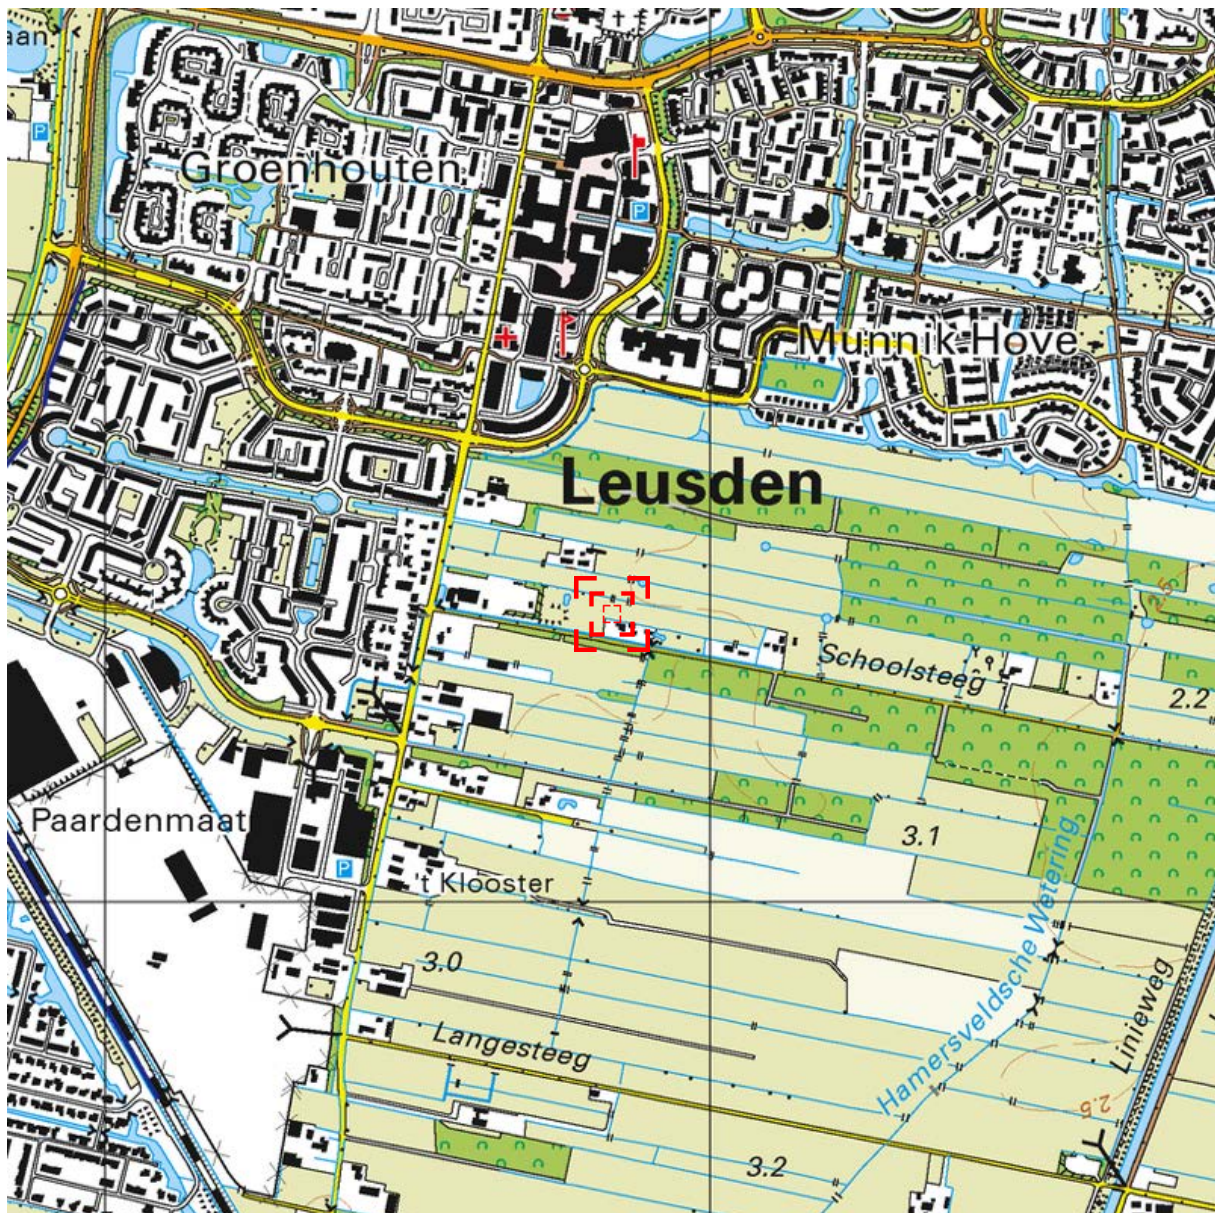 aan
P
Groenhouten
P
Munnik Hove
Leusden
2.5
Schoolsteeg
2.2
Paardenmaat
3.1
P
't Klooster
3.0
Hamersveldsche Wetering
Linieweg
Langesteeg
2.5
3.2